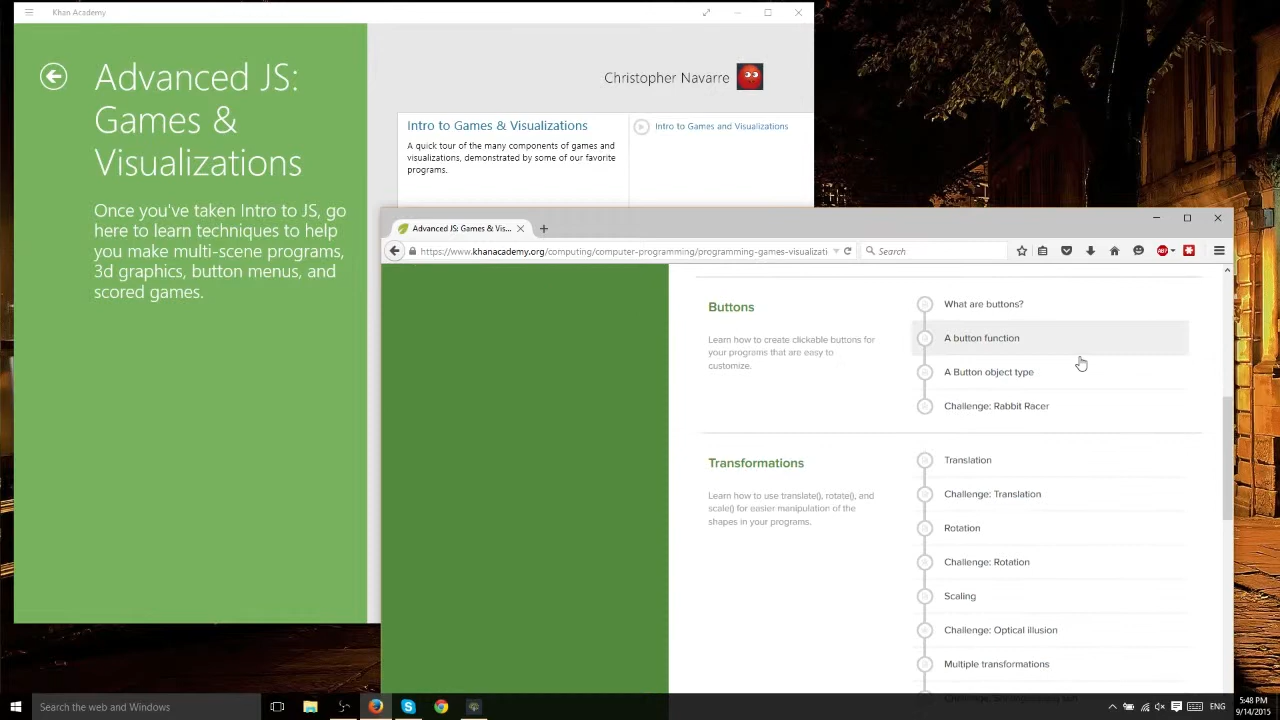 Khan Academy
Advanced JS:
Games &
Visualizations
Once you've taken Intro to JS, go
here to learn techniques to help
you make multi-scene programs,
3d graphics, button menus, and
scored games.
Christopher Navarre
Intro to Games & Visualizations
A quick tour of the many components of games and
visualizations, demonstrated by some of our favorite
programs.
Intro to Games and Visualizations
Advanced JS: Games & Vis...
https://www.khanacademy.org/computing/computer-programming/programming-games-visualizati
Search
Buttons
Learn how to create clickable buttons for
your programs that are easy to
customize.
What are buttons?
A button function
A Button object type
Challenge: Rabbit Racer
Transformations
Learn how to use translate(), rotate(), and
scale() for easier manipulation of the
shapes in your programs.
Translation
Challenge: Translation
Rotation
Challenge: Rotation
Scaling
Challenge: Optical illusion
Multiple transformations
Search the web and Windows
ENG
5:48 PM
9/14/2015